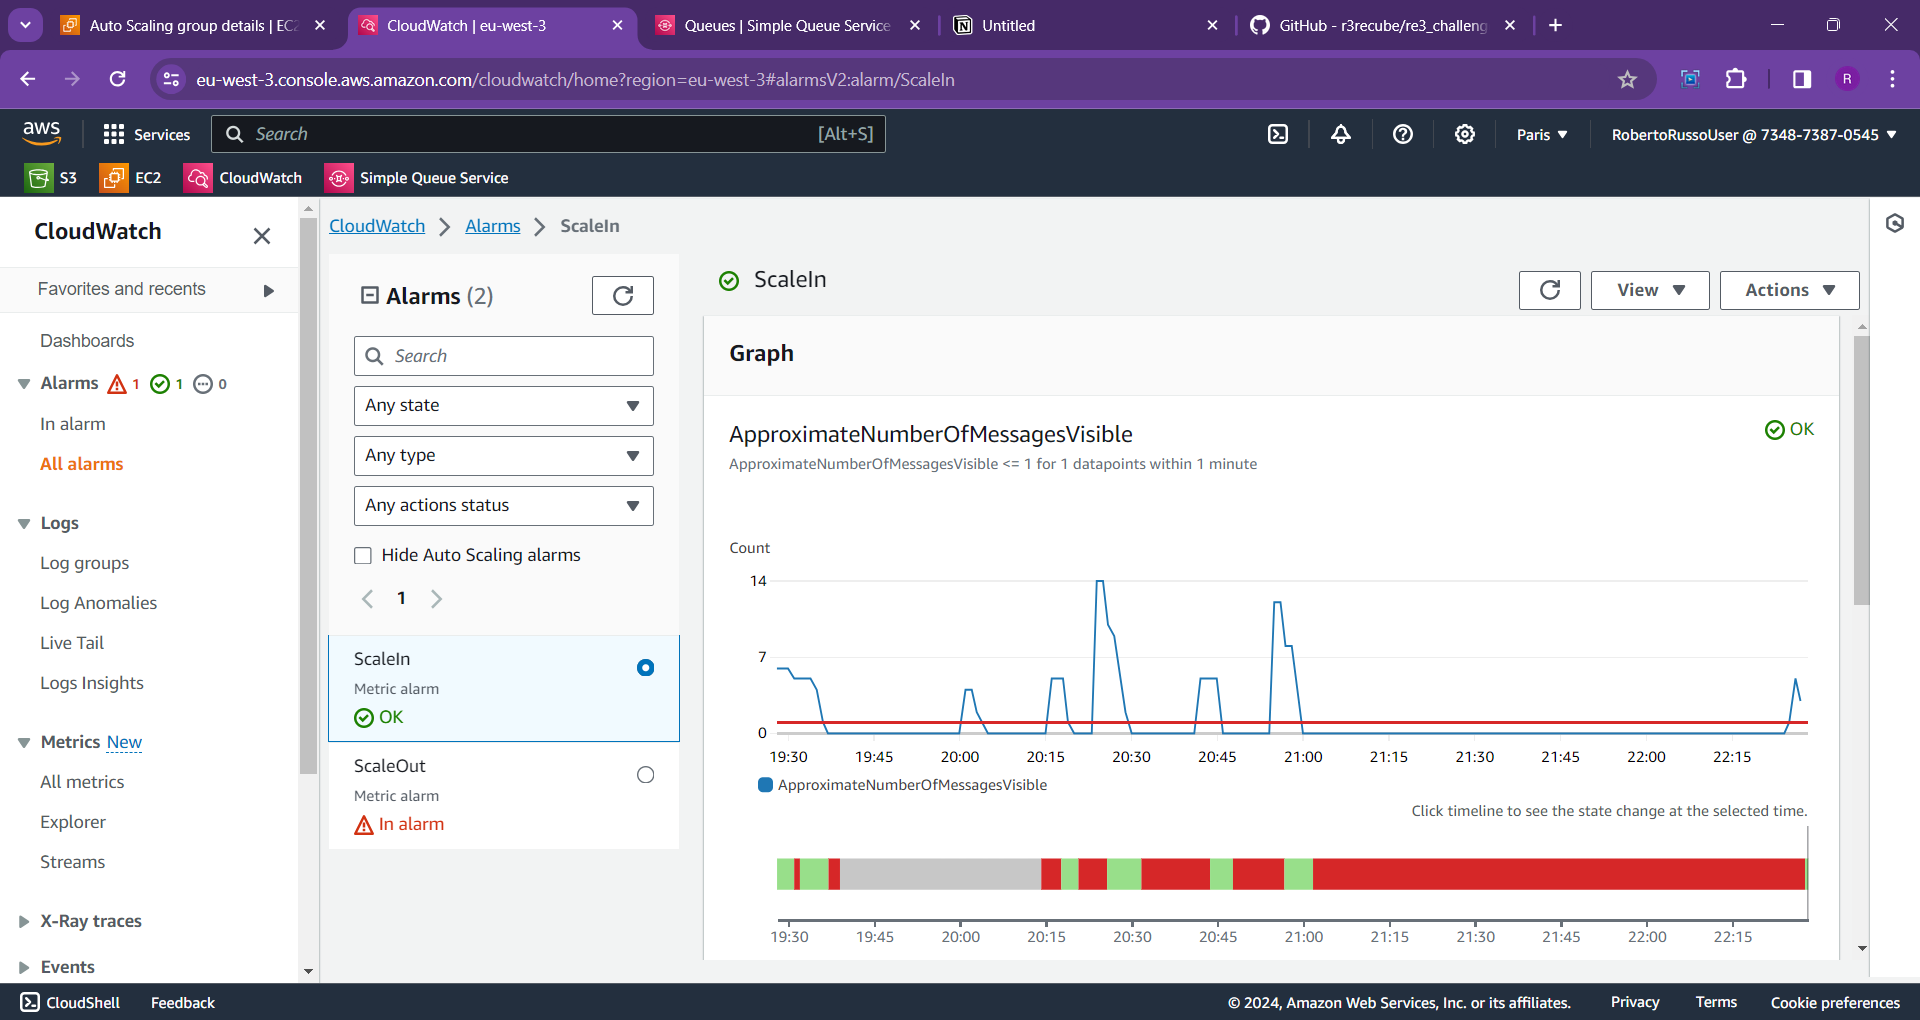 Auto Scaling group details | EC2
CloudWatch | eu-west-3
Queues | Simple Queue Service
Untitled
GitHub - r3recube/re3_challeng
eu-west-3.console.aws.amazon.com/cloudwatch/home?region=eu-west-3#alarmsV2:alarm/ScaleIn
R
aws
Services
Search
[Alt+S]
Paris
RobertoRussoUser @ 7348-7387-0545
S3
EC2
CloudWatch
Simple Queue Service
CloudWatch
Favorites and recents
Dashboards
Alarms 1 1 0
In alarm
All alarms
Logs
Log groups
Log Anomalies
Live Tail
Logs Insights
Metrics New
All metrics
Explorer
Streams
X-Ray traces
Events
CloudWatch
Alarms
ScaleIn
Alarms (2)
Search
Any state
Any type
Any actions status
Hide Auto Scaling alarms
1
ScaleIn
Metric alarm
OK
ScaleOut
Metric alarm
In alarm
ScaleIn
View
Actions
Graph
ApproximateNumberOfMessagesVisible
OK
ApproximateNumberOfMessagesVisible <= 1 for 1 datapoints within 1 minute
Count
14
7
0
19:30 19:45 20:00 20:15 20:30 20:45 21:00 21:15 21:30 21:45 22:00 22:15
ApproximateNumberOfMessagesVisible
Click timeline to see the state change at the selected time.
19:30 19:45 20:00 20:15 20:30 20:45 21:00 21:15 21:30 21:45 22:00 22:15
CloudShell
Feedback
© 2024, Amazon Web Services, Inc. or its affiliates.
Privacy
Terms
Cookie preferences